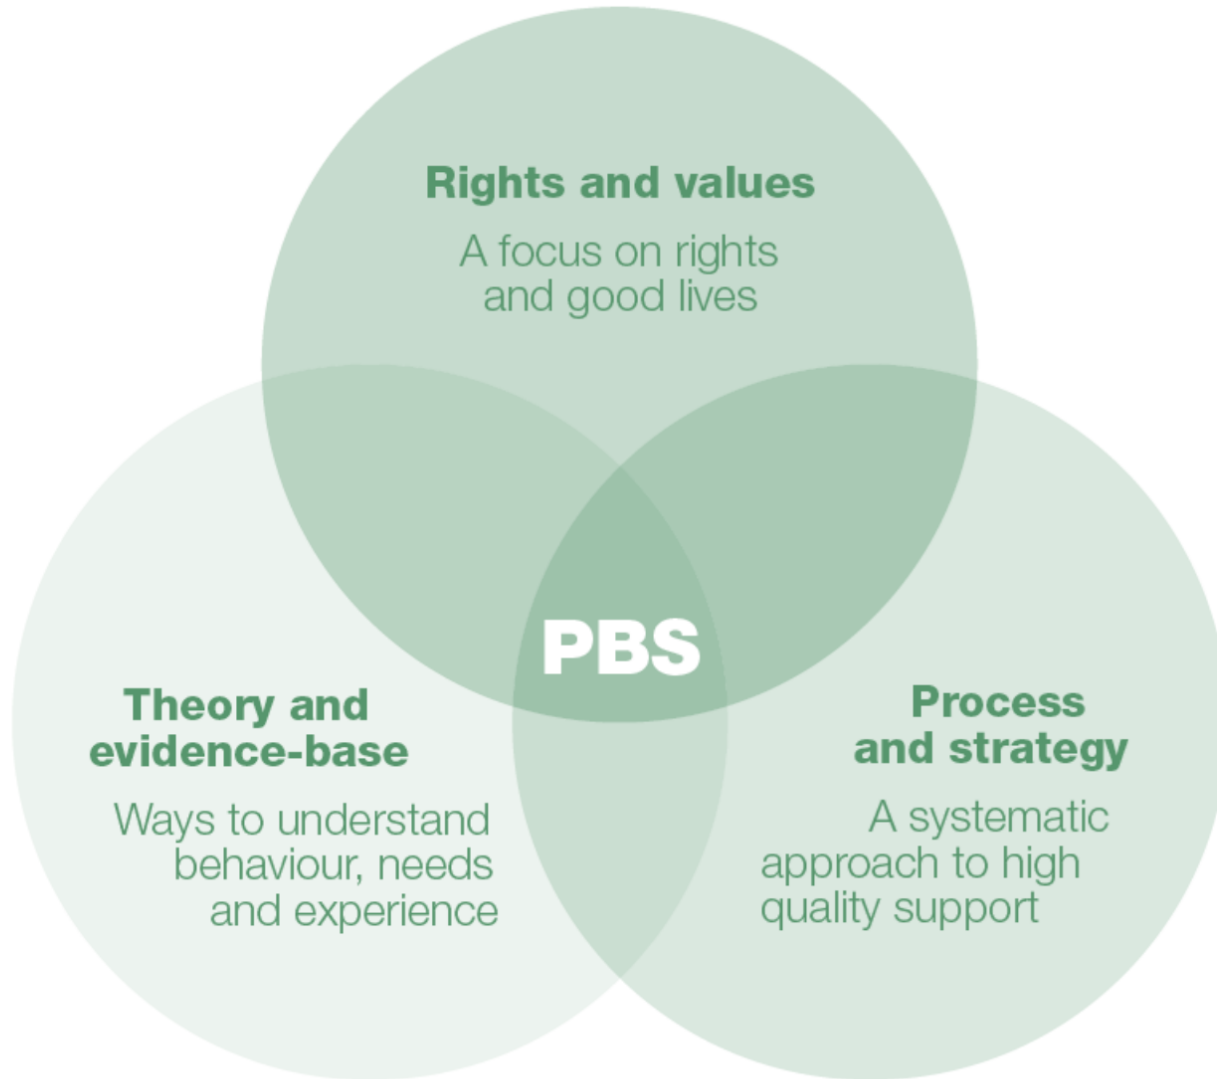 Rights and values
A focus on rights
and good lives
PBS
Theory and
evidence-base
Ways to understand
behaviour, needs
and experience
Process
and strategy
A systematic
approach to high
quality support